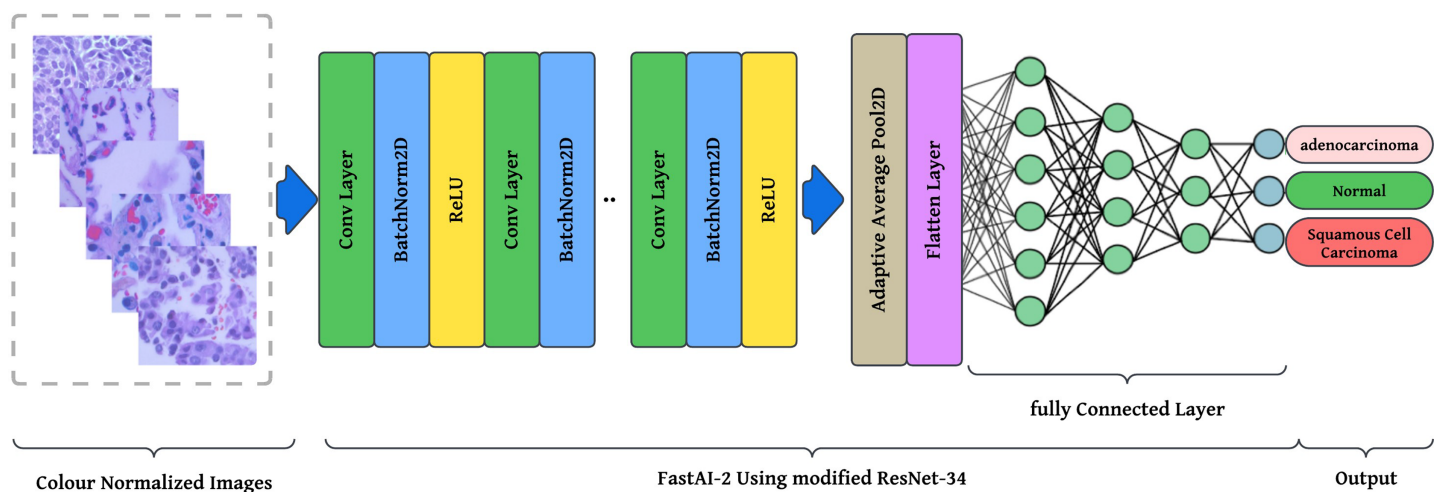 Conv Layer
BatchNorm2D
ReLU
Conv Layer
BatchNorm2D
..
Conv Layer
BatchNorm2D
ReLU
Adaptive Average Pool2D
Flatten Layer
adenocarcinoma
Normal
Squamous Cell
Carcinoma
fully Connected Layer
Colour Normalized Images
FastAI-2 Using modified ResNet-34
Output